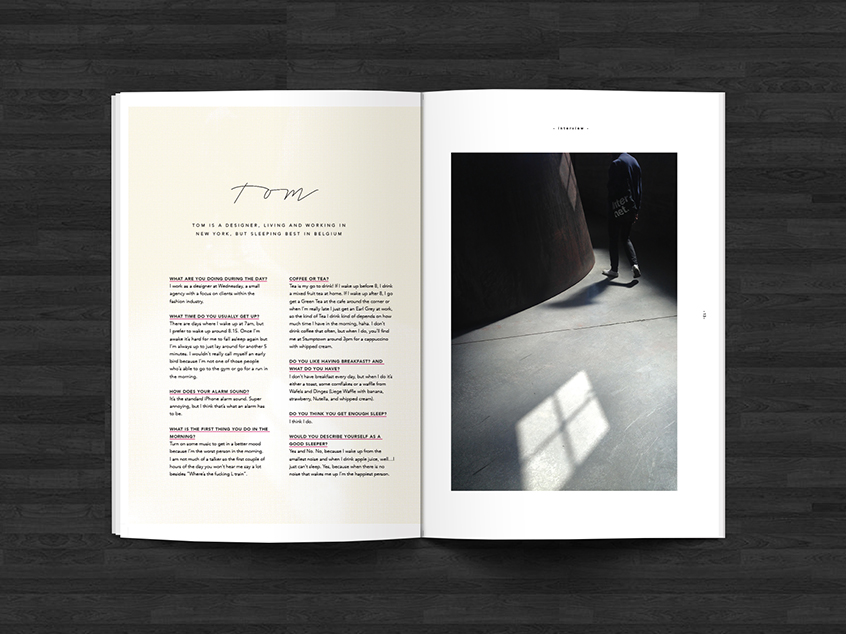 Tom
TOM IS A DESIGNER, LIVING AND WORKING IN
NEW YORK, BUT SLEEPING BEST IN BELGIUM
WHAT ARE YOU DOING DURING THE DAY?
I work as a designer at Wednesday, a small
agency with a focus on clients within the
fashion industry.
WHAT TIME DO YOU USUALLY GET UP?
There are days where I wake up at 7am, but
I prefer to wake up around 8.15. Once I'm
awake it's hard for me to fall asleep again but
I'm always up to just lay around for another 5
minutes. I wouldn't really call myself an early
bird because I'm not one of those people
who's able to go to the gym or go for a run in
the morning.
HOW DOES YOUR ALARM SOUND?
It's the standard iPhone alarm sound. Super
annoying, but I think that's what an alarm has
to be.
WHAT IS THE FIRST THING YOU DO IN THE
MORNING?
Turn on some music to get in a better mood
because I'm the worst person in the morning.
I am not much of a talker so the first couple of
hours of the day you won't hear me say a lot
besides "Where's the fucking L train".
COFFEE OR TEA?
Tea is my go to drink! If I wake up before 8, I drink
a mixed fruit tea at home. If I wake up after 8, I go
get a Green Tea at the cafe around the corner or
when I'm really late I just get an Earl Grey at work,
so the kind of Tea I drink kind of depends on how
much time I have in the morning, haha. I don't
drink coffee that often, but when I do, you'll find
me at Stumptown around 3pm for a cappuccino
with whipped cream.
DO YOU LIKE HAVING BREAKFAST? AND
WHAT DO YOU HAVE?
I don't have breakfast every day, but when I do it's
either a toast, some cornflakes or a waffle from
Wafels and Dinges (Liege Waffle with banana,
strawberry, Nutella, and whipped cream).
DO YOU THINK YOU GET ENOUGH SLEEP?
I think I do.
WOULD YOU DESCRIBE YOURSELF AS A
GOOD SLEEPER?
Yes and No. No, because I wake up from the
smallest noise and when I drink apple juice, well...I
just can't sleep. Yes, because when there is no
noise that wakes me up I'm the happiest person.
- interview -